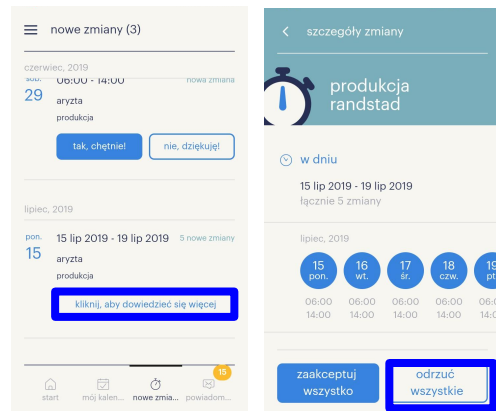 nowe zmiany (3)
czerwiec, 2019
sob.
29
06:00 - 14:00
nowa zmiana
aryzta
produkcja
tak, chętnie!
nie, dziękuję!
lipiec, 2019
pon.
15
15 lip 2019 - 19 lip 2019
5 nowe zmiany
aryzta
produkcja
kliknij, aby dowiedzieć się więcej
15
start
mój kalen...
nowe zmia...
powiadom...
szczegóły zmiany
produkcja
randstad
w dniu
15 lip 2019 - 19 lip 2019
łącznie 5 zmiany
lipiec, 2019
15 16 17 18 19
pon. wt. śr. czw. pt
06:00 06:00 06:00 06:00 06:0
14:00 14:00 14:00 14:00 14:0
zaakceptuj
wszystko
odrzuć
wszystkie